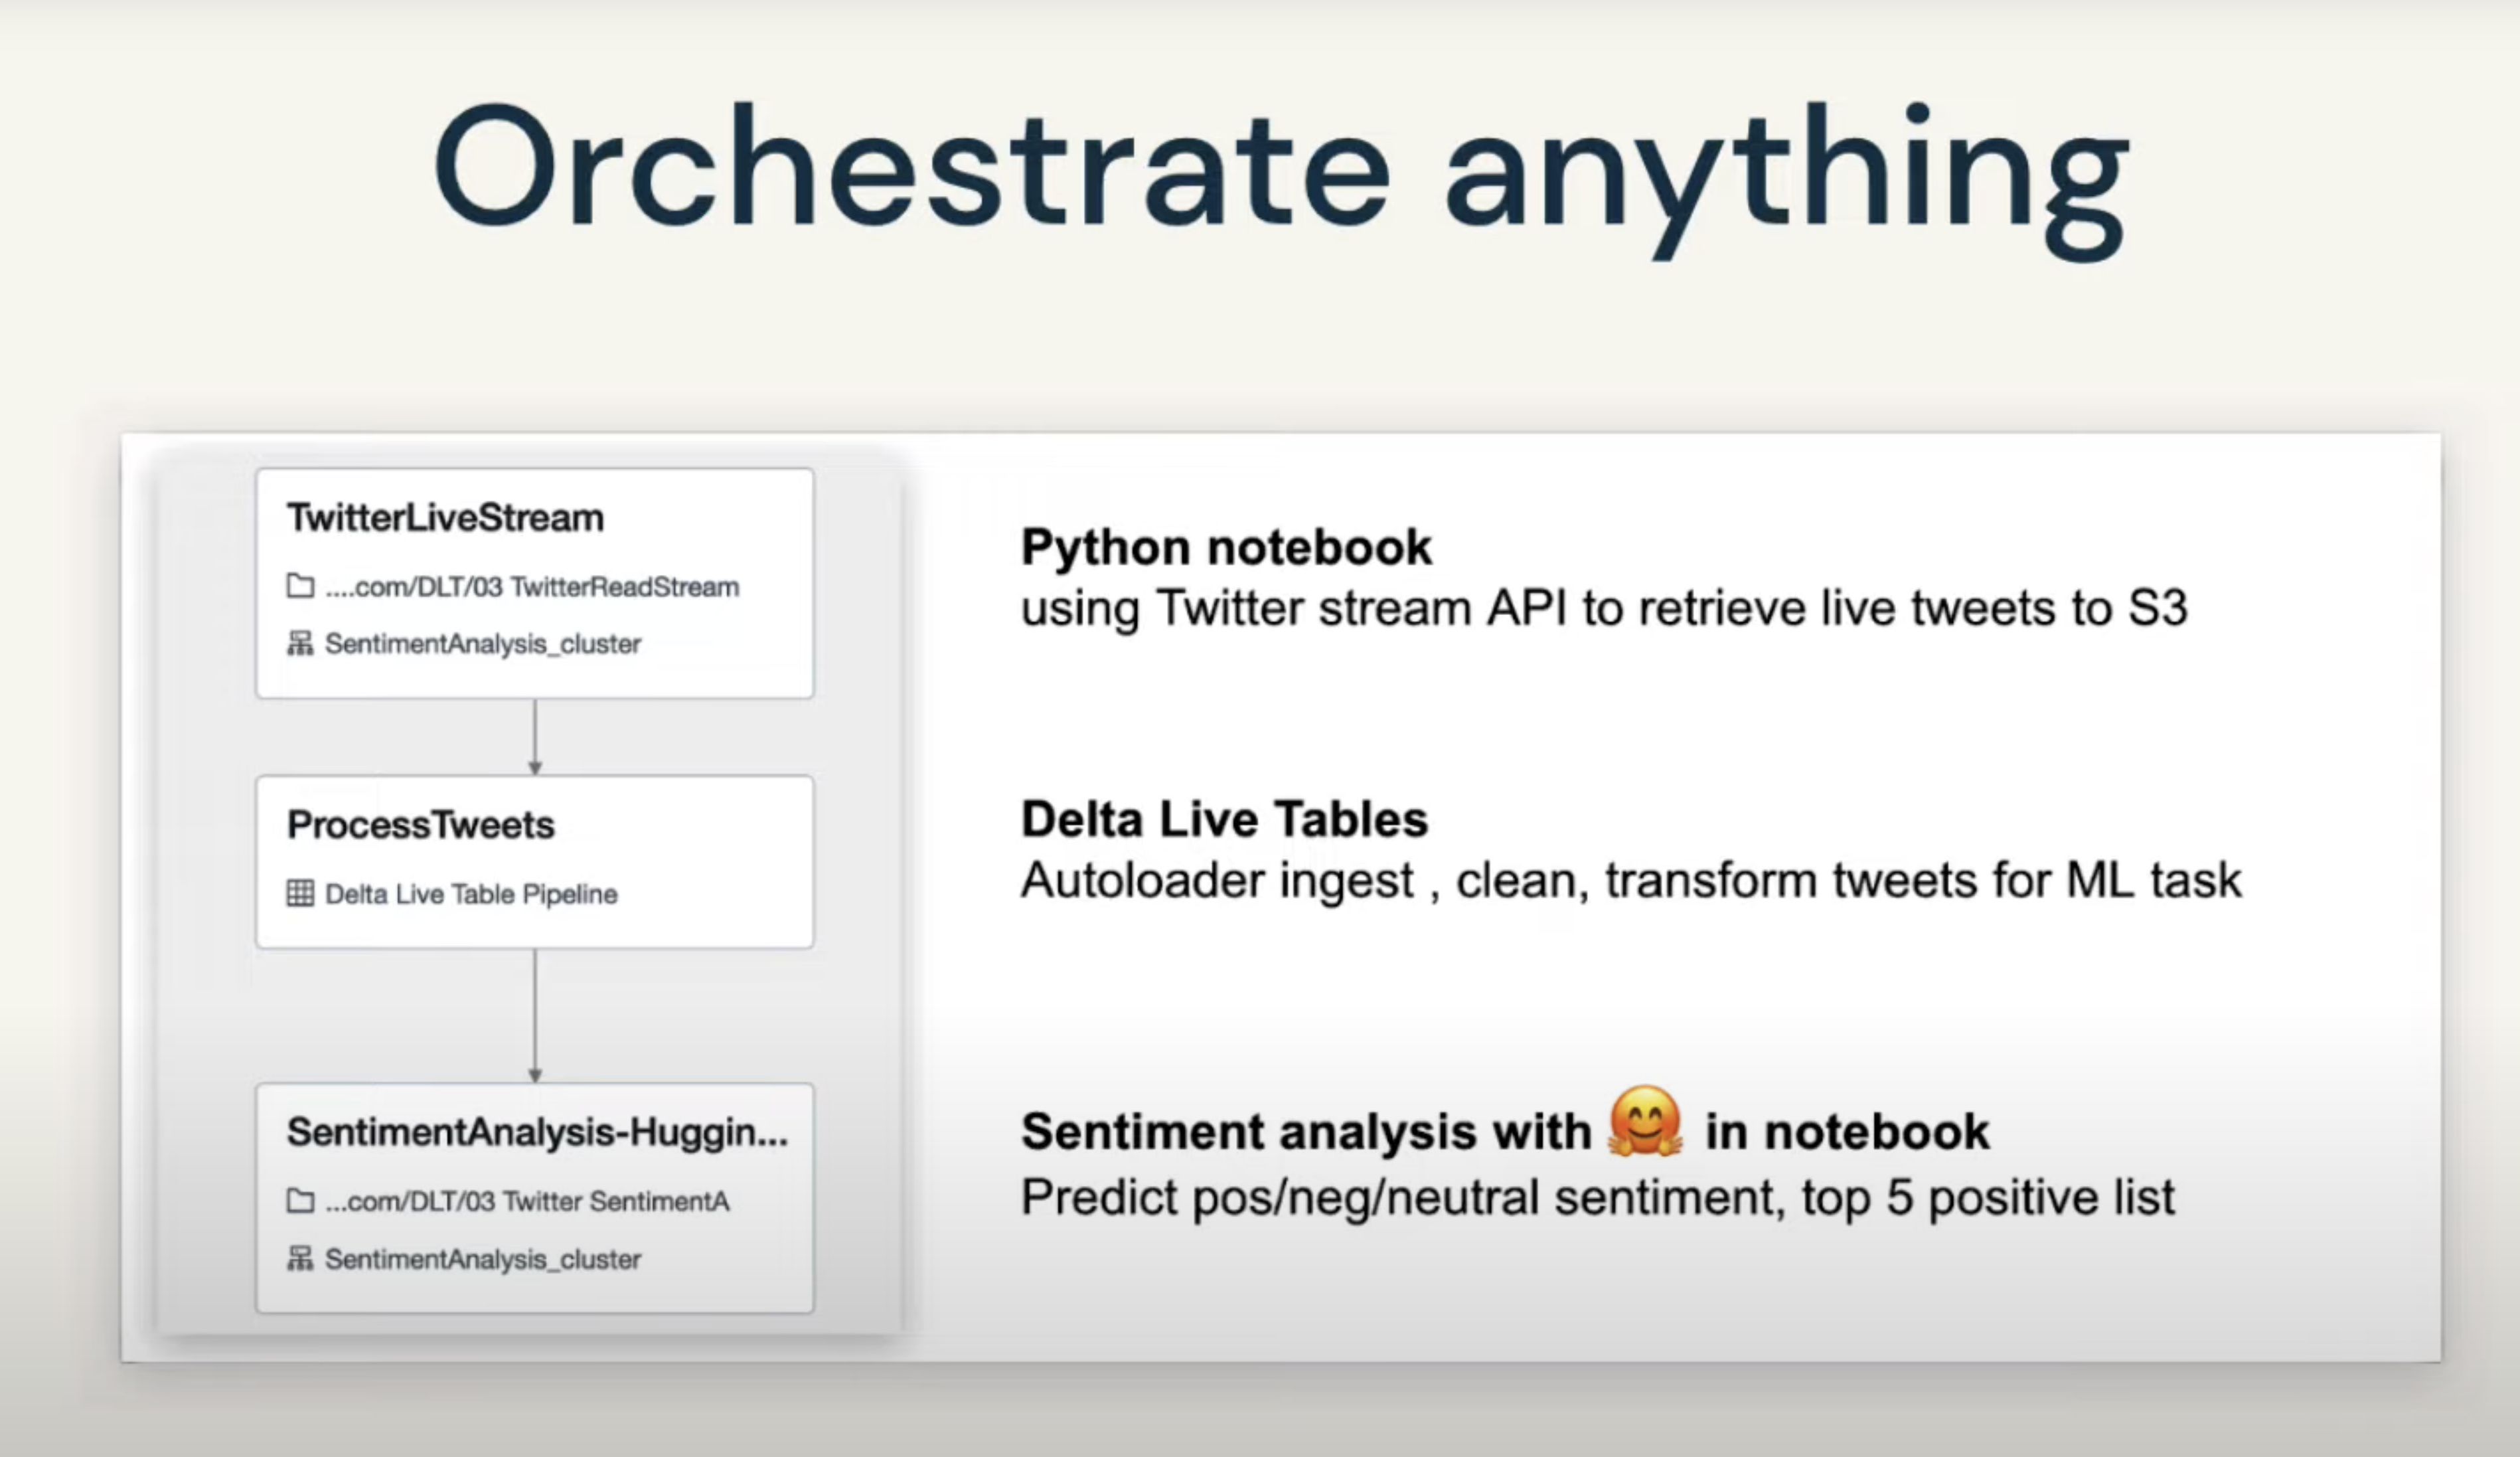 Orchestrate anything
TwitterLiveStream
....com/DLT/03 TwitterReadStream
SentimentAnalysis_cluster
Python notebook
using Twitter stream API to retrieve live tweets to S3
ProcessTweets
Delta Live Table Pipeline
Delta Live Tables
Autoloader ingest , clean, transform tweets for ML task
SentimentAnalysis-Huggin...
...com/DLT/03 Twitter SentimentA
SentimentAnalysis_cluster
Sentiment analysis with 🤗 in notebook
Predict pos/neg/neutral sentiment, top 5 positive list